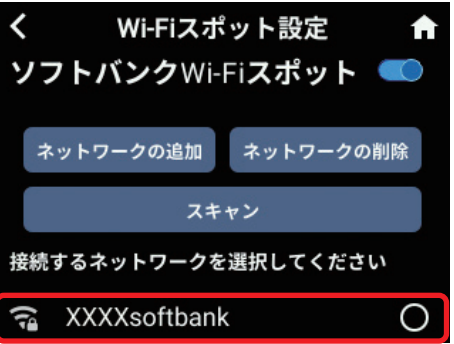 Wi-Fiスポット設定
ソフトバンクWi-Fiスポット
ネットワークの追加 ネットワークの削除
スキャン
接続するネットワークを選択してください
XXXXsoftbank